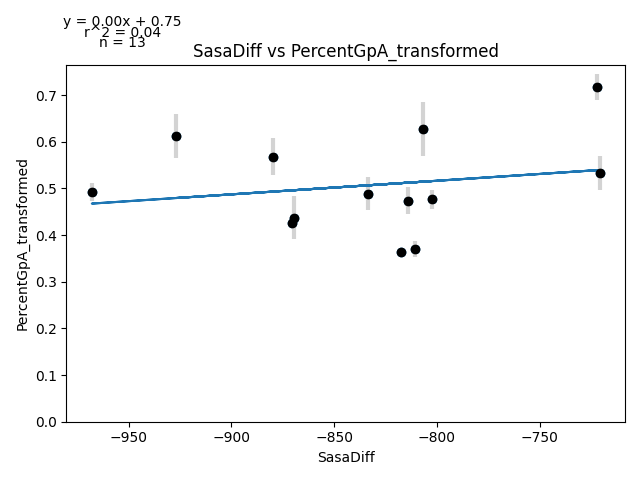 y = 0.00x + 0.75
r^2 = 0.04
n = 13
SasaDiff vs PercentGpA_transformed
PercentGpA_transformed
0.7
0.6
0.5
0.4
0.3
0.2
0.1
0.0
−950 −900 −850 −800 −750
SasaDiff